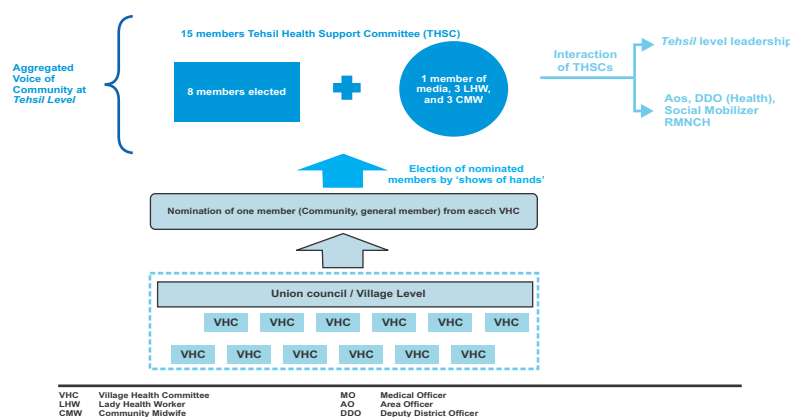 15 members Tehsil Health Support Committee (THSC)
Aggregated
Voice of
Community at
Tehsil Level
8 members elected
1 member of
media, 3 LHW,
and 3 CMW
Interaction
of THSCs
Tehsil level leadership
Aos, DDO (Health),
Social Mobilizer
RMNCH
Election of nominated
members by ‘shows of hands’
Nomination of one member (Community, general member) from eacch VHC
Union council / Village Level
VHC VHC VHC VHC VHC VHC
VHC VHC VHC VHC VHC VHC
VHC Village Health Committee MO Medical Officer
LHW Lady Health Worker AO Area Officer
CMW Community Midwife DDO Deputy District Officer